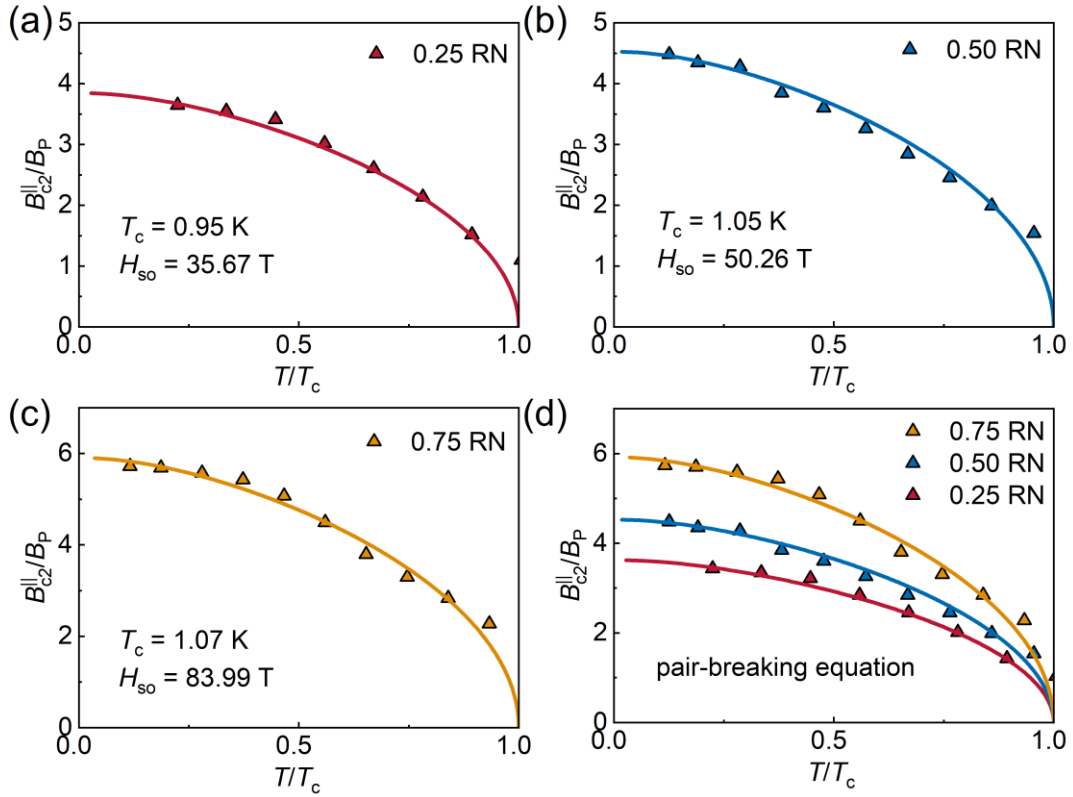 (a)
5
4
3
2
1
0
0.0
0.5
1.0
B∥c2/BP
T/Tc
0.25 RN
Tc = 0.95 K
Hso = 35.67 T
(b)
5
4
3
2
1
0
0.0
0.5
1.0
B∥c2/BP
T/Tc
0.50 RN
Tc = 1.05 K
Hso = 50.26 T
(c)
6
4
2
0
0.0
0.5
1.0
B∥c2/BP
T/Tc
0.75 RN
Tc = 1.07 K
Hso = 83.99 T
(d)
6
4
2
0
0.0
0.5
1.0
B∥c2/BP
T/Tc
0.75 RN
0.50 RN
0.25 RN
pair-breaking equation